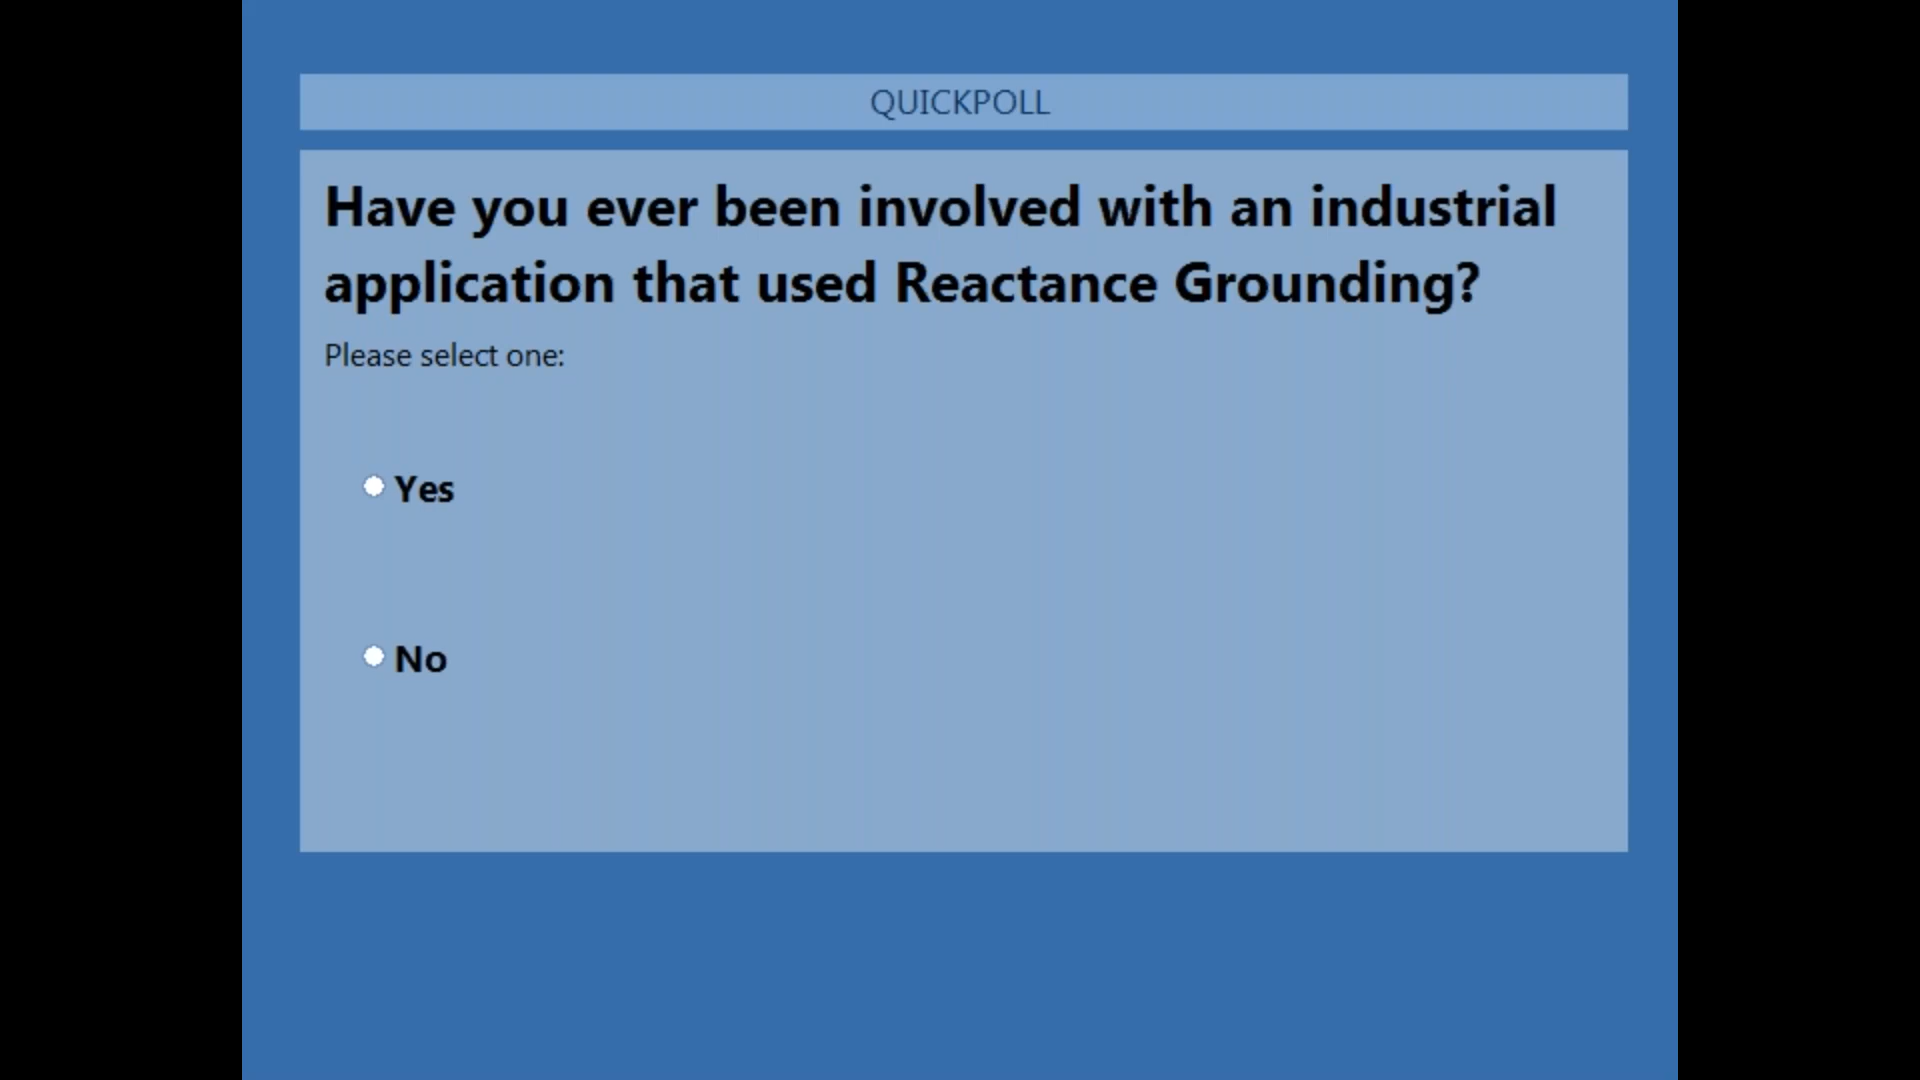 QUICKPOLL
Have you ever been involved with an industrial
application that used Reactance Grounding?
Please select one:
Yes
No